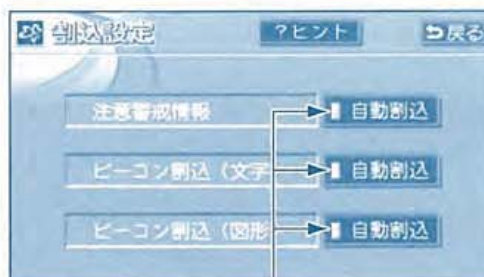 割込設定 ?ヒント 戻る
注意警戒情報 自動割込
ビーコン割込（文字 自動割込
ビーコン割込（図形 自動割込